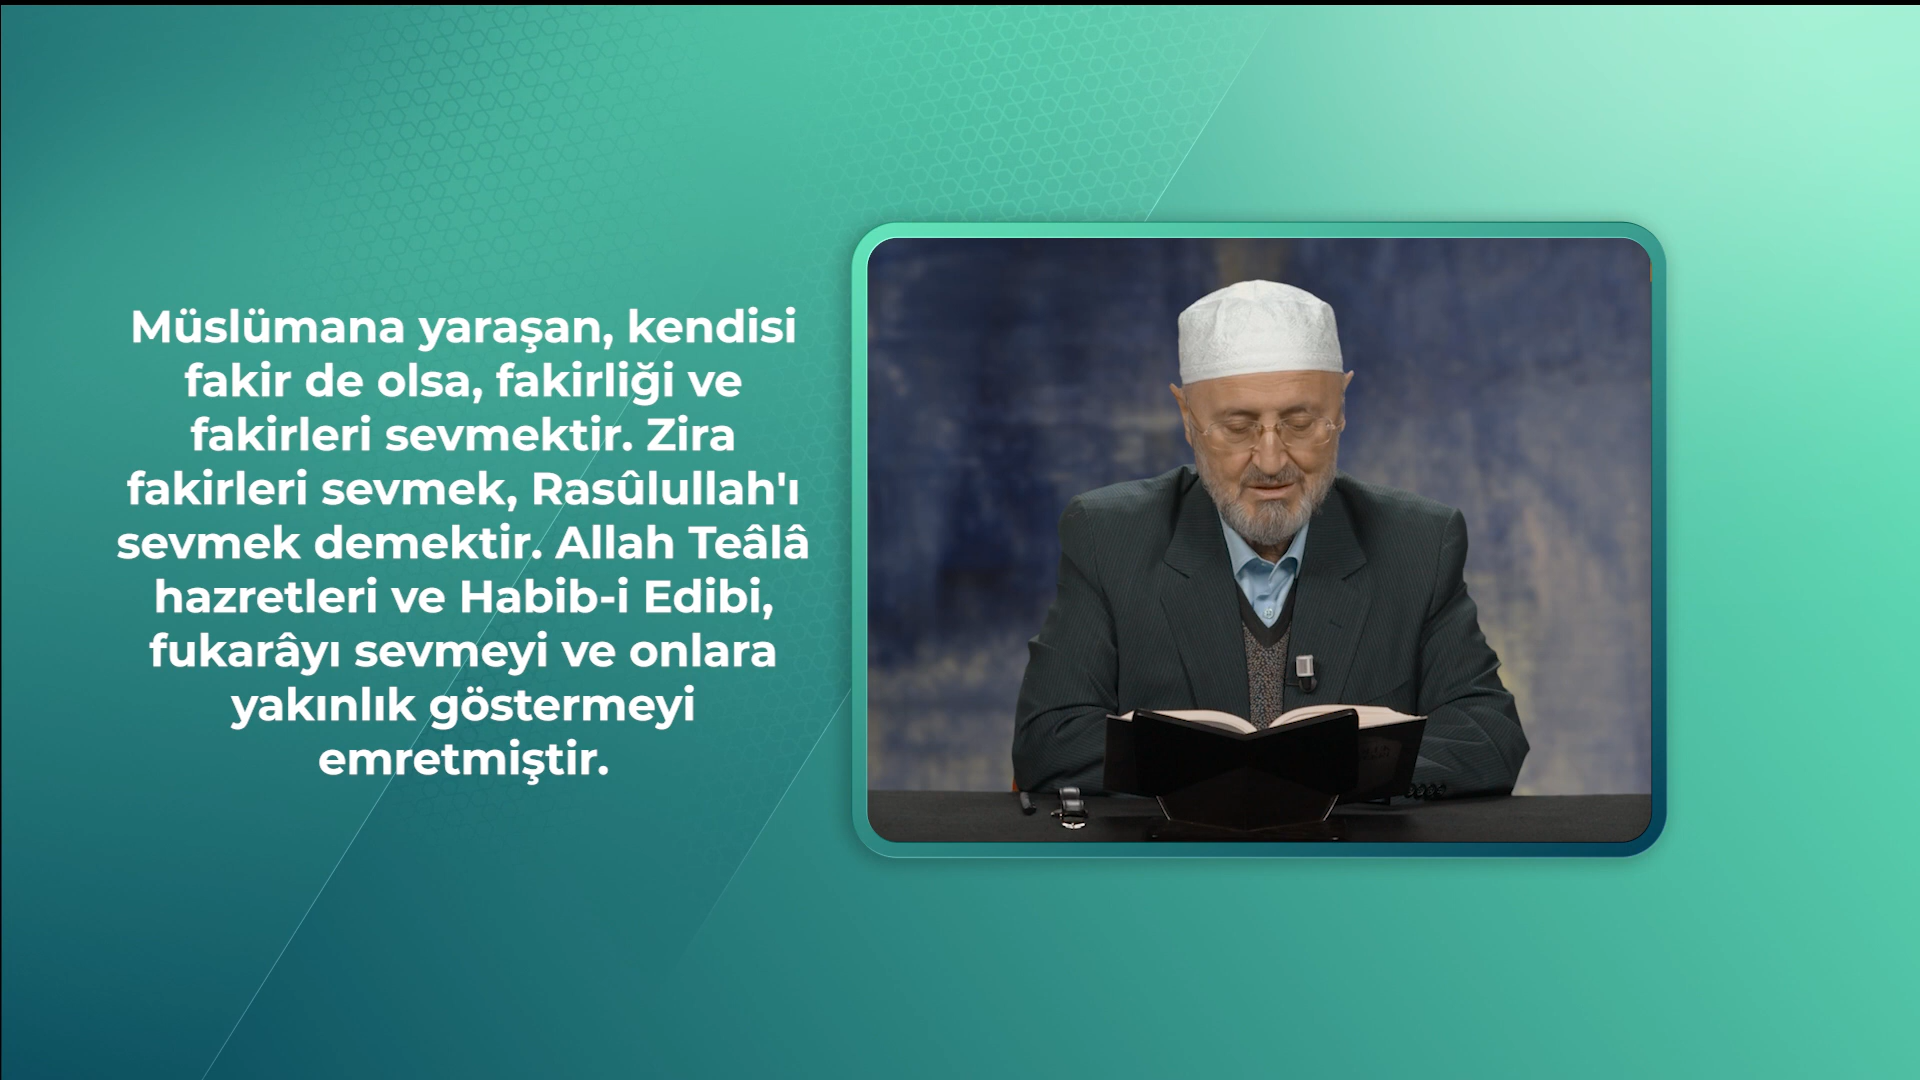 Müslümana yaraşan, kendisi
fakir de olsa, fakirliği ve
fakirleri sevmektir. Zira
fakirleri sevmek, Rasûlullah'ı
sevmek demektir. Allah Teâlâ
hazretleri ve Habib-i Edibi,
fukarâyı sevmeyi ve onlara
yakınlık göstermeyi
emretmiştir.